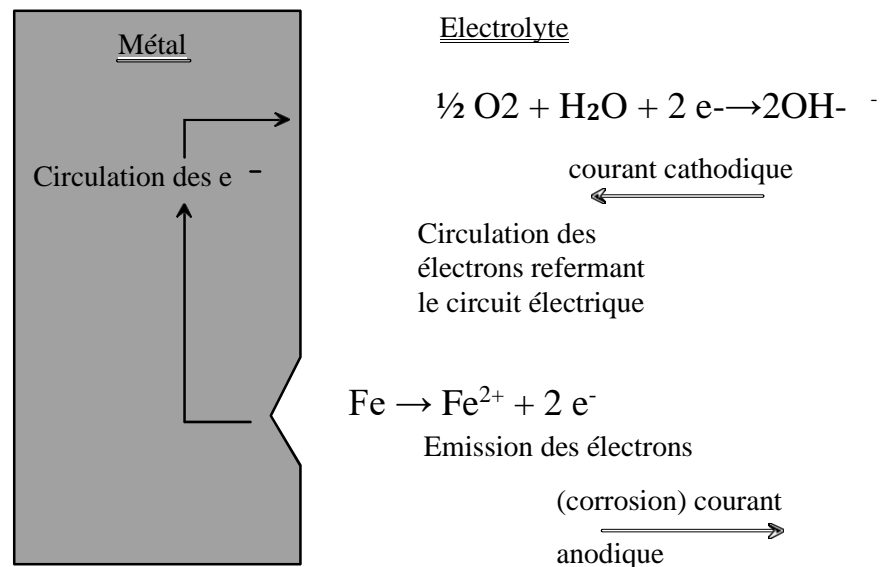 Métal
Electrolyte
½ O2 + H₂O + 2 e-→2OH- -
Circulation des e -
courant cathodique
Circulation des
électrons refermant
le circuit électrique
Fe → Fe²⁺ + 2 e⁻
Emission des électrons
(corrosion) courant
anodique